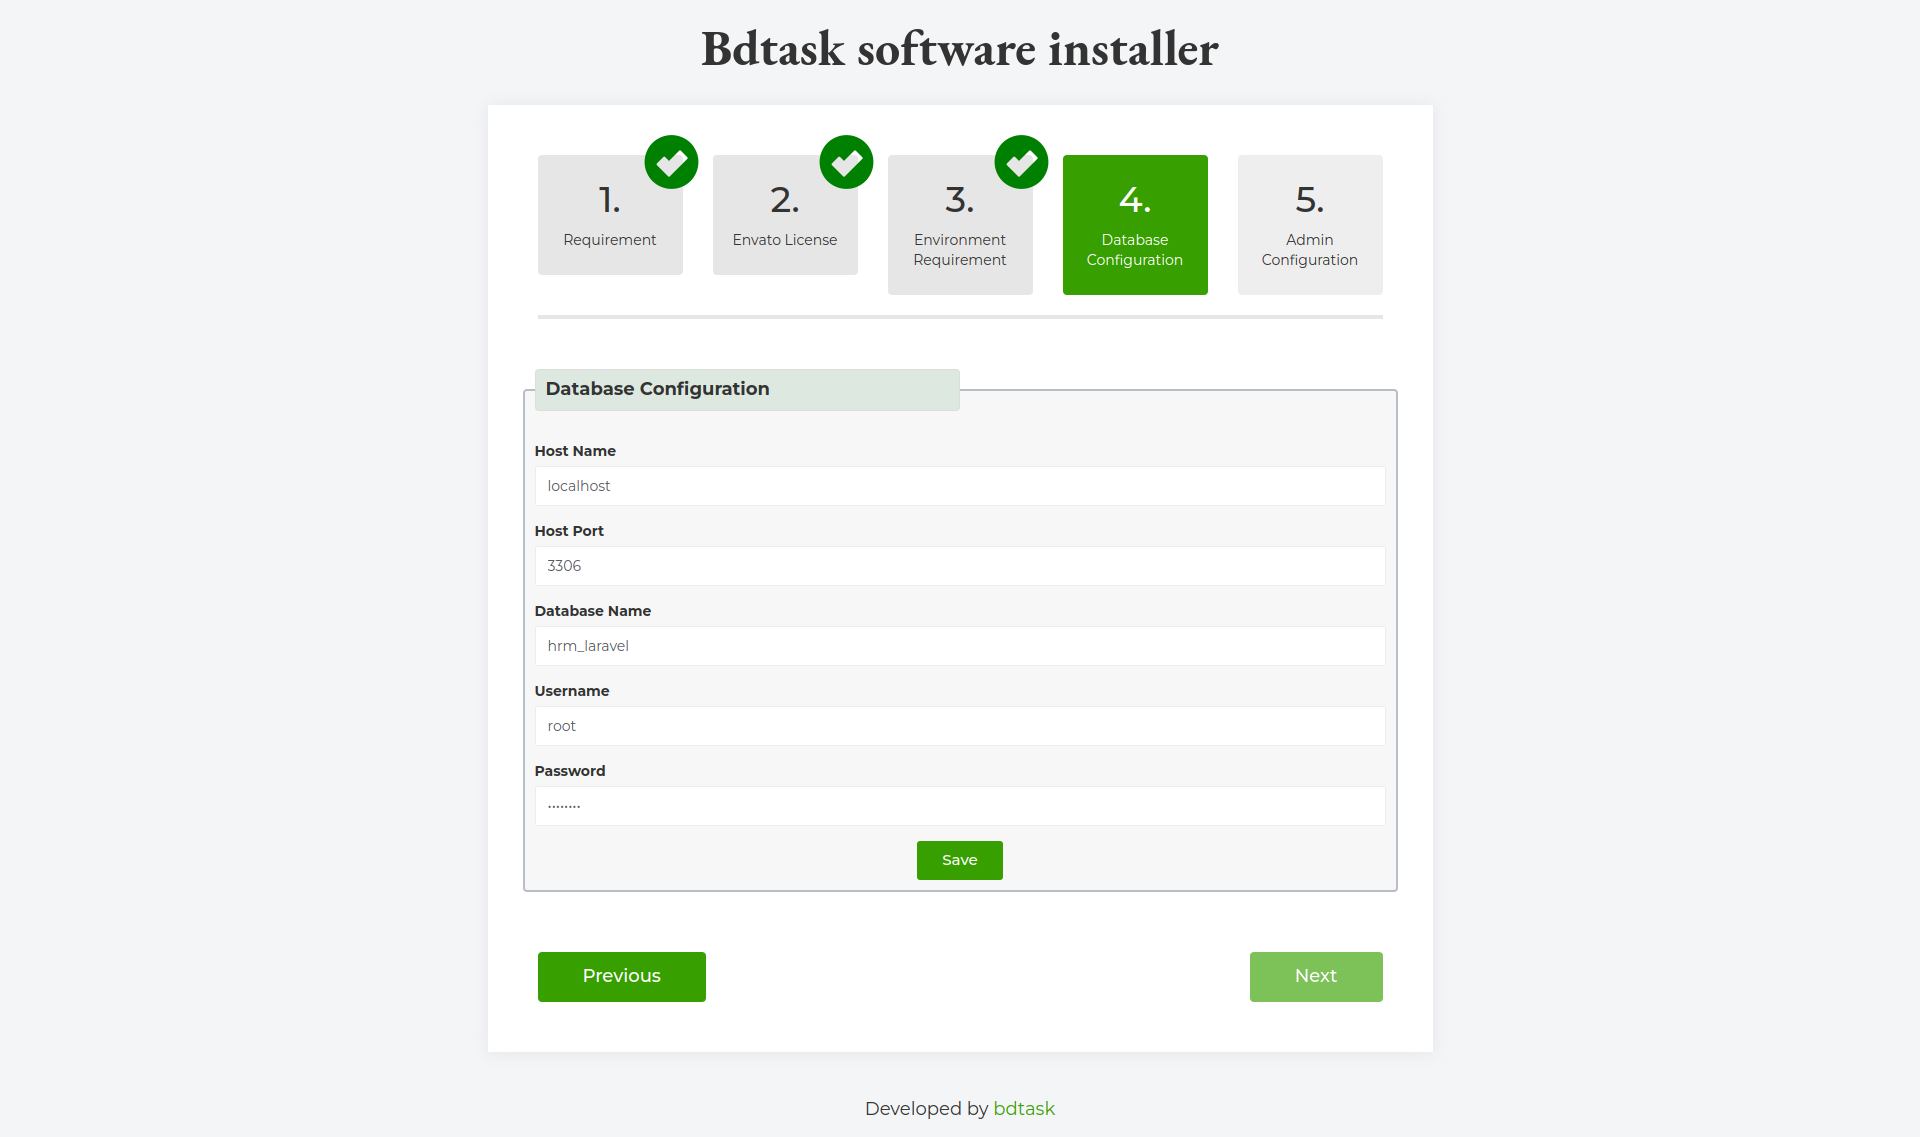 Bdtask software installer
1.
Requirement
2.
Envato License
3.
Environment
Requirement
4.
Database
Configuration
5.
Admin
Configuration
Database Configuration
Host Name
localhost
Host Port
3306
Database Name
hrm_laravel
Username
root
Password
........
Save
Previous
Next
Developed by bdtask